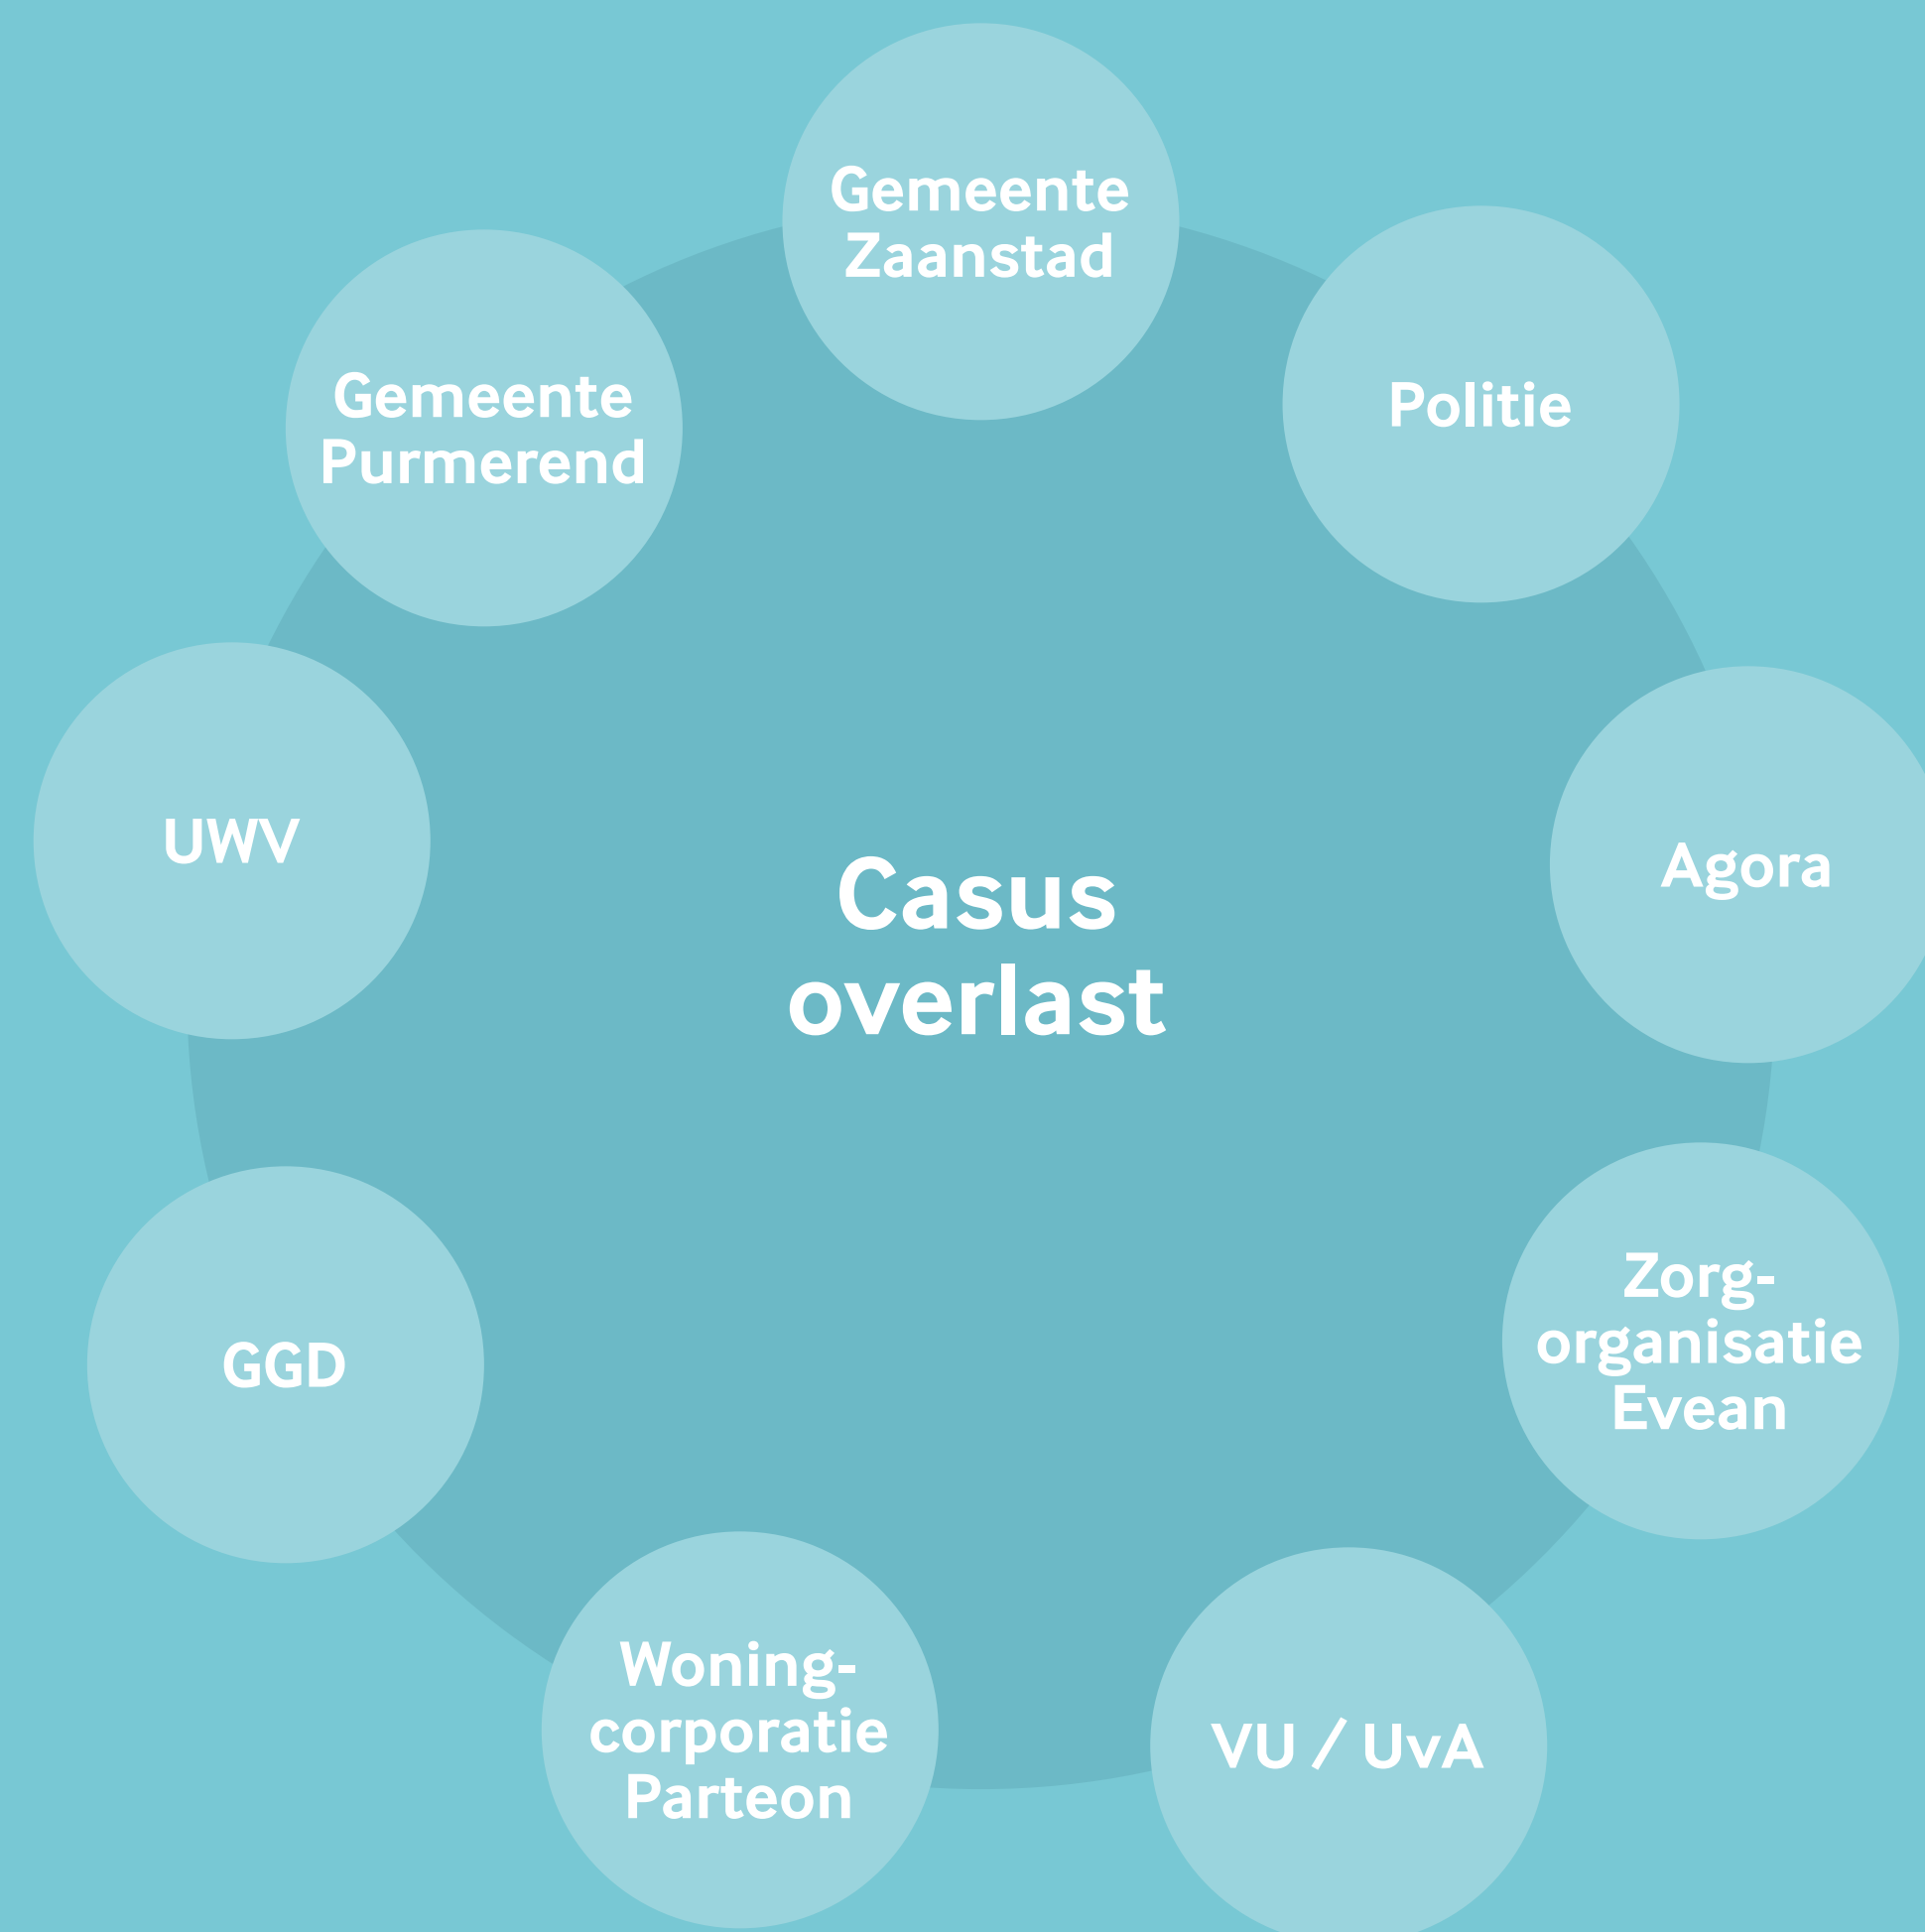 Gemeente
Zaanstad
Gemeente
Purmerend
Politie
UWV
Agora
Casus
overlast
Zorg-
organisatie
Evean
GGD
Woning-
corporatie
Parteon
VU / UvA